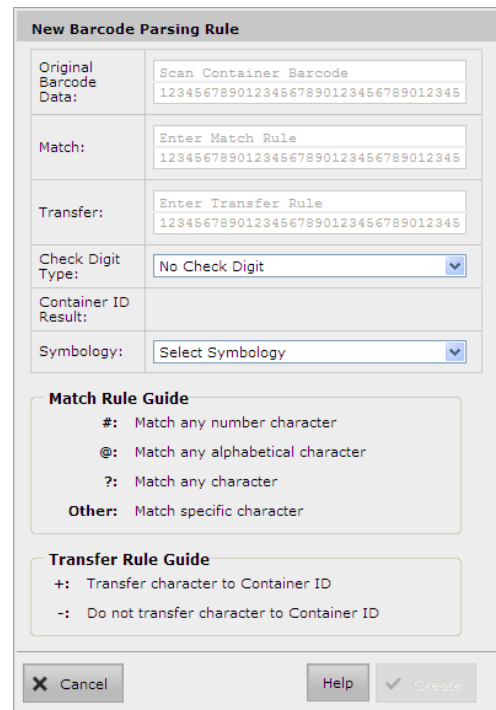 New Barcode Parsing Rule
Original
Barcode
Data:
Scan Container Barcode
12345678901234567890123456789012345
Match:
Enter Match Rule
12345678901234567890123456789012345
Transfer:
Enter Transfer Rule
12345678901234567890123456789012345
Check Digit
Type:
No Check Digit
Container ID
Result:
Symbology:
Select Symbology
Match Rule Guide
#: Match any number character
@: Match any alphabetical character
?: Match any character
Other: Match specific character
Transfer Rule Guide
+: Transfer character to Container ID
-: Do not transfer character to Container ID
Cancel
Help
Create